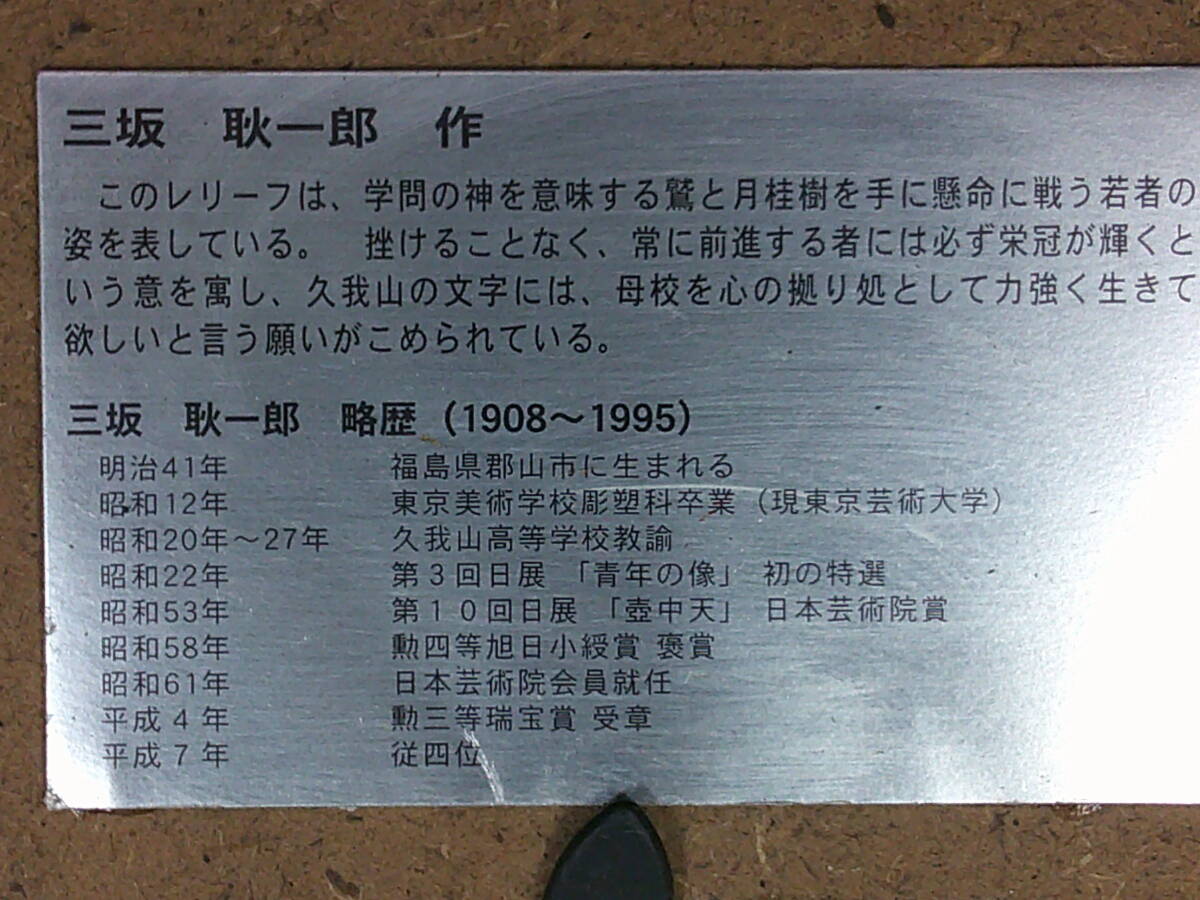 三坂　耿一郎　作
このレリーフは、学問の神を意味する鷲と月桂樹を手に懸命に戦う若者の
姿を表している。　挫けることなく、常に前進する者には必ず栄冠が輝くと
いう意を寓し、久我山の文字には、母校を心の拠り処として力強く生きて
欲しいと言う願いがこめられている。
三坂　耿一郎　略歴（1908～1995）
明治41年　福島県郡山市に生まれる
昭和12年　東京美術学校彫塑科卒業（現東京芸術大学）
昭和20年～27年　久我山高等学校教諭
昭和22年　第３回日展　「青年の像」　初の特選
昭和53年　第１０回日展　「壺中天」　日本芸術院賞
昭和58年　勲四等旭日小綬賞 褒賞
昭和61年　日本芸術院会員就任
平成４年　勲三等瑞宝賞 受章
平成７年　従四位